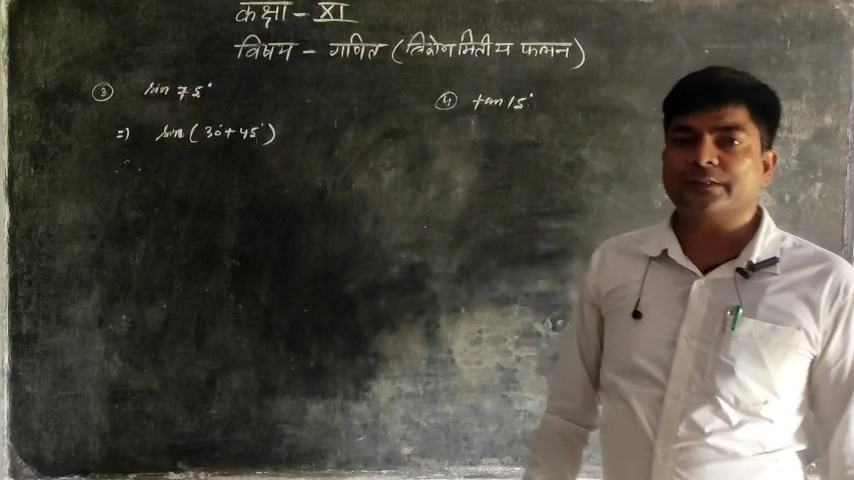 कक्षा - XI
विषय - गणित (त्रिकोणमितीय फलन)
③ sin 75°
④ tan 15°
=) sin (30° + 45°)